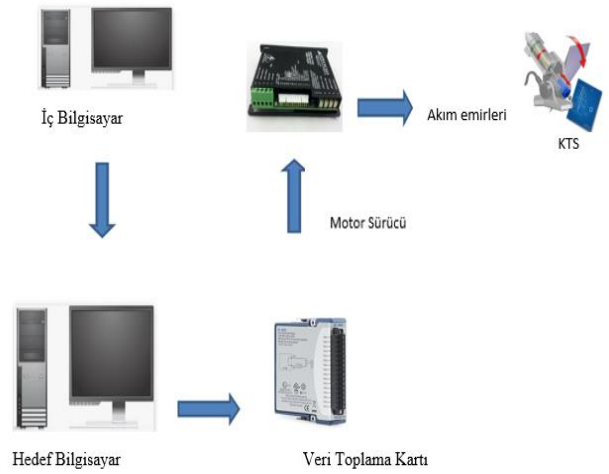 İç Bilgisayar
Akım emirleri
KTS
Motor Sürücü
Hedef Bilgisayar
Veri Toplama Kartı